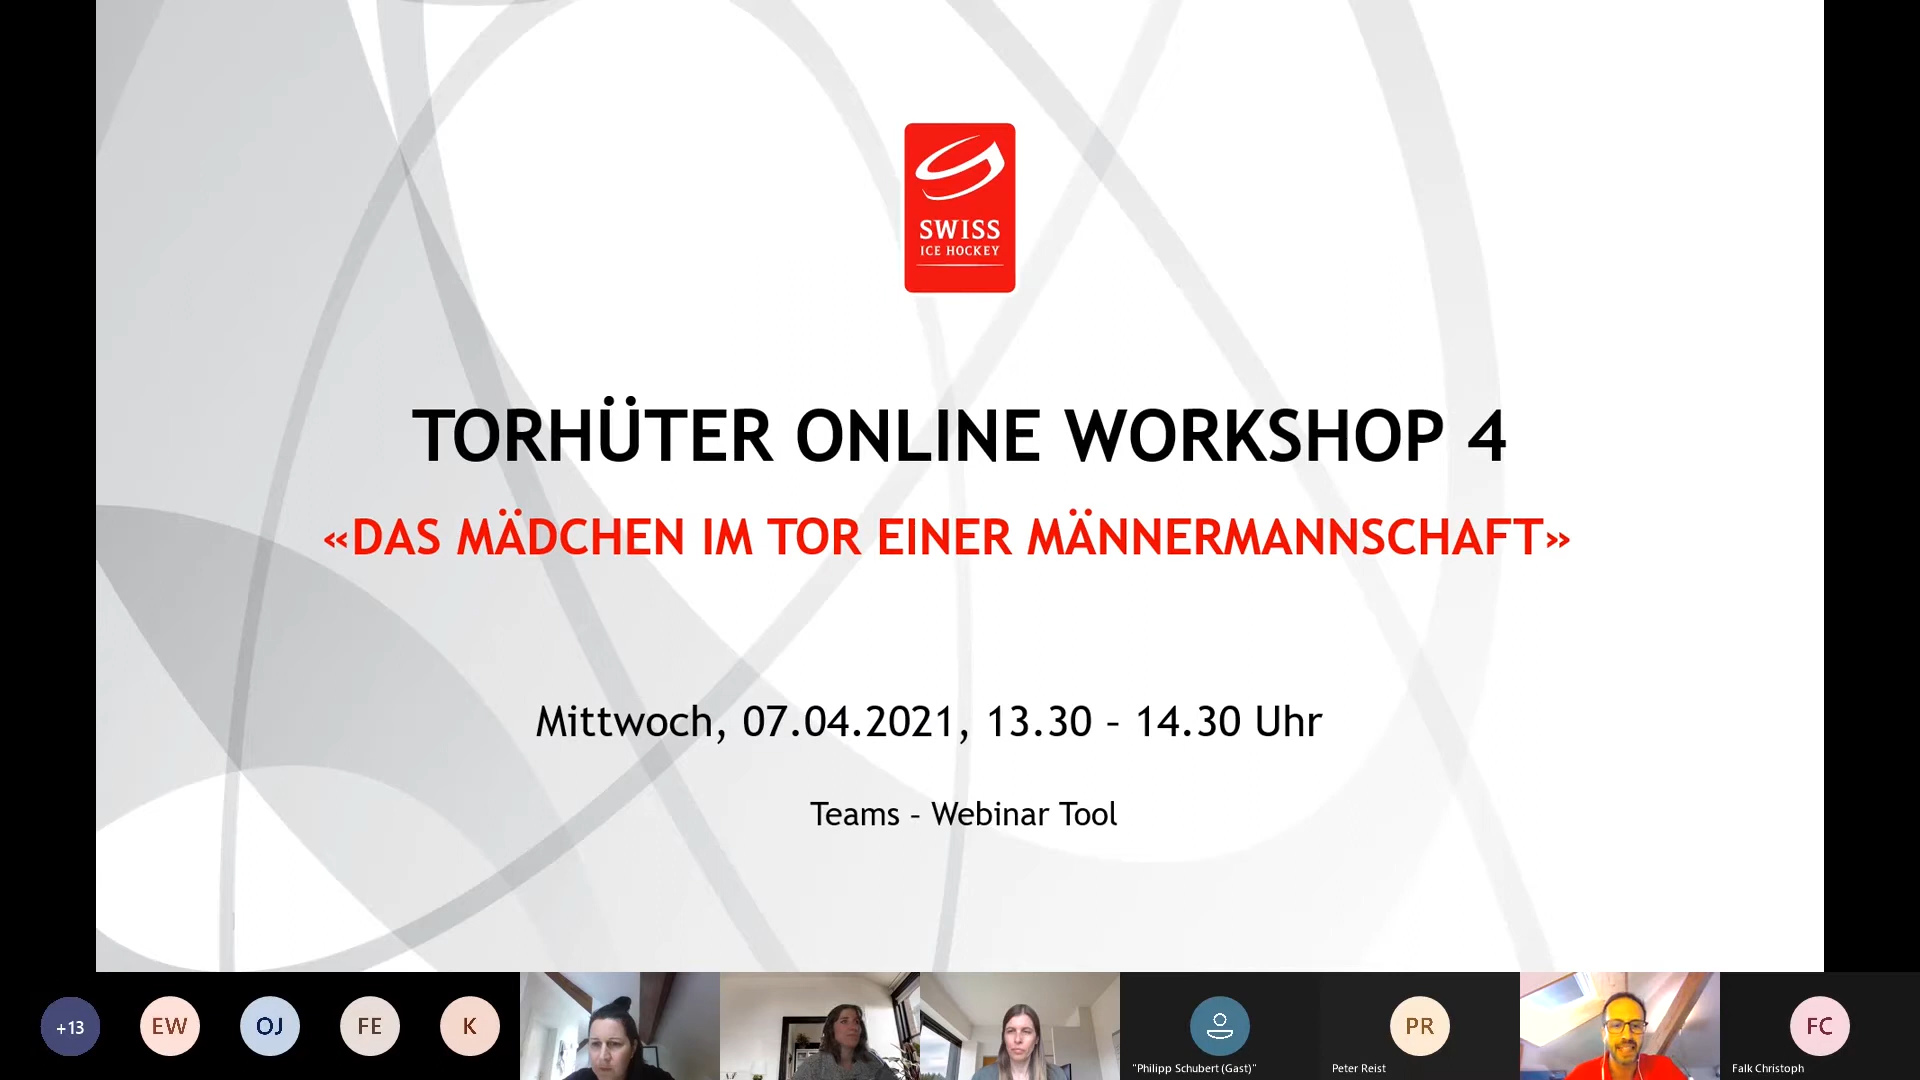 SWISS
ICE HOCKEY
TORHÜTER ONLINE WORKSHOP 4
«DAS MÄDCHEN IM TOR EINER MÄNNERMANNSCHAFT»
Mittwoch, 07.04.2021, 13.30 – 14.30 Uhr
Teams – Webinar Tool
+13
EW
OJ
FE
K
"Philipp Schubert (Gast)"
PR
Peter Reist
FC
Falk Christoph